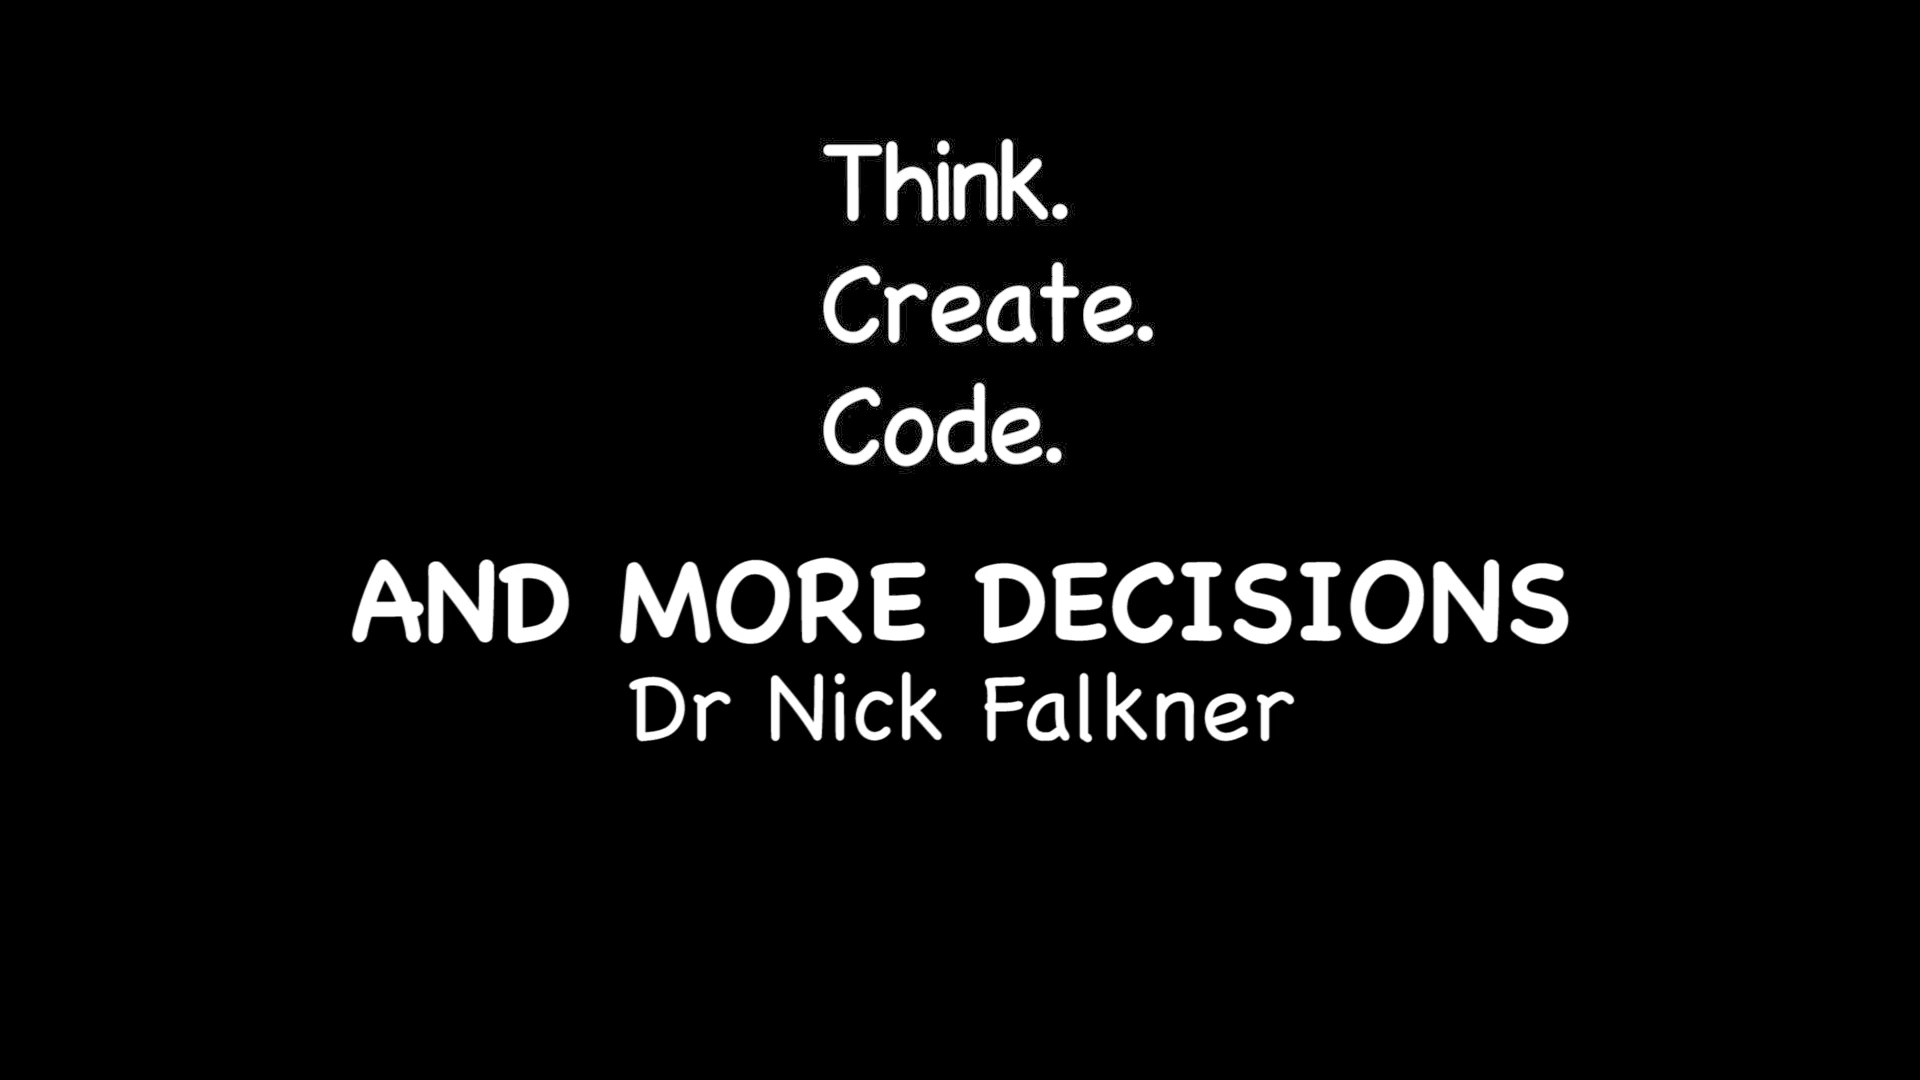 Think.
Create.
Code.
AND MORE DECISIONS
Dr Nick Falkner